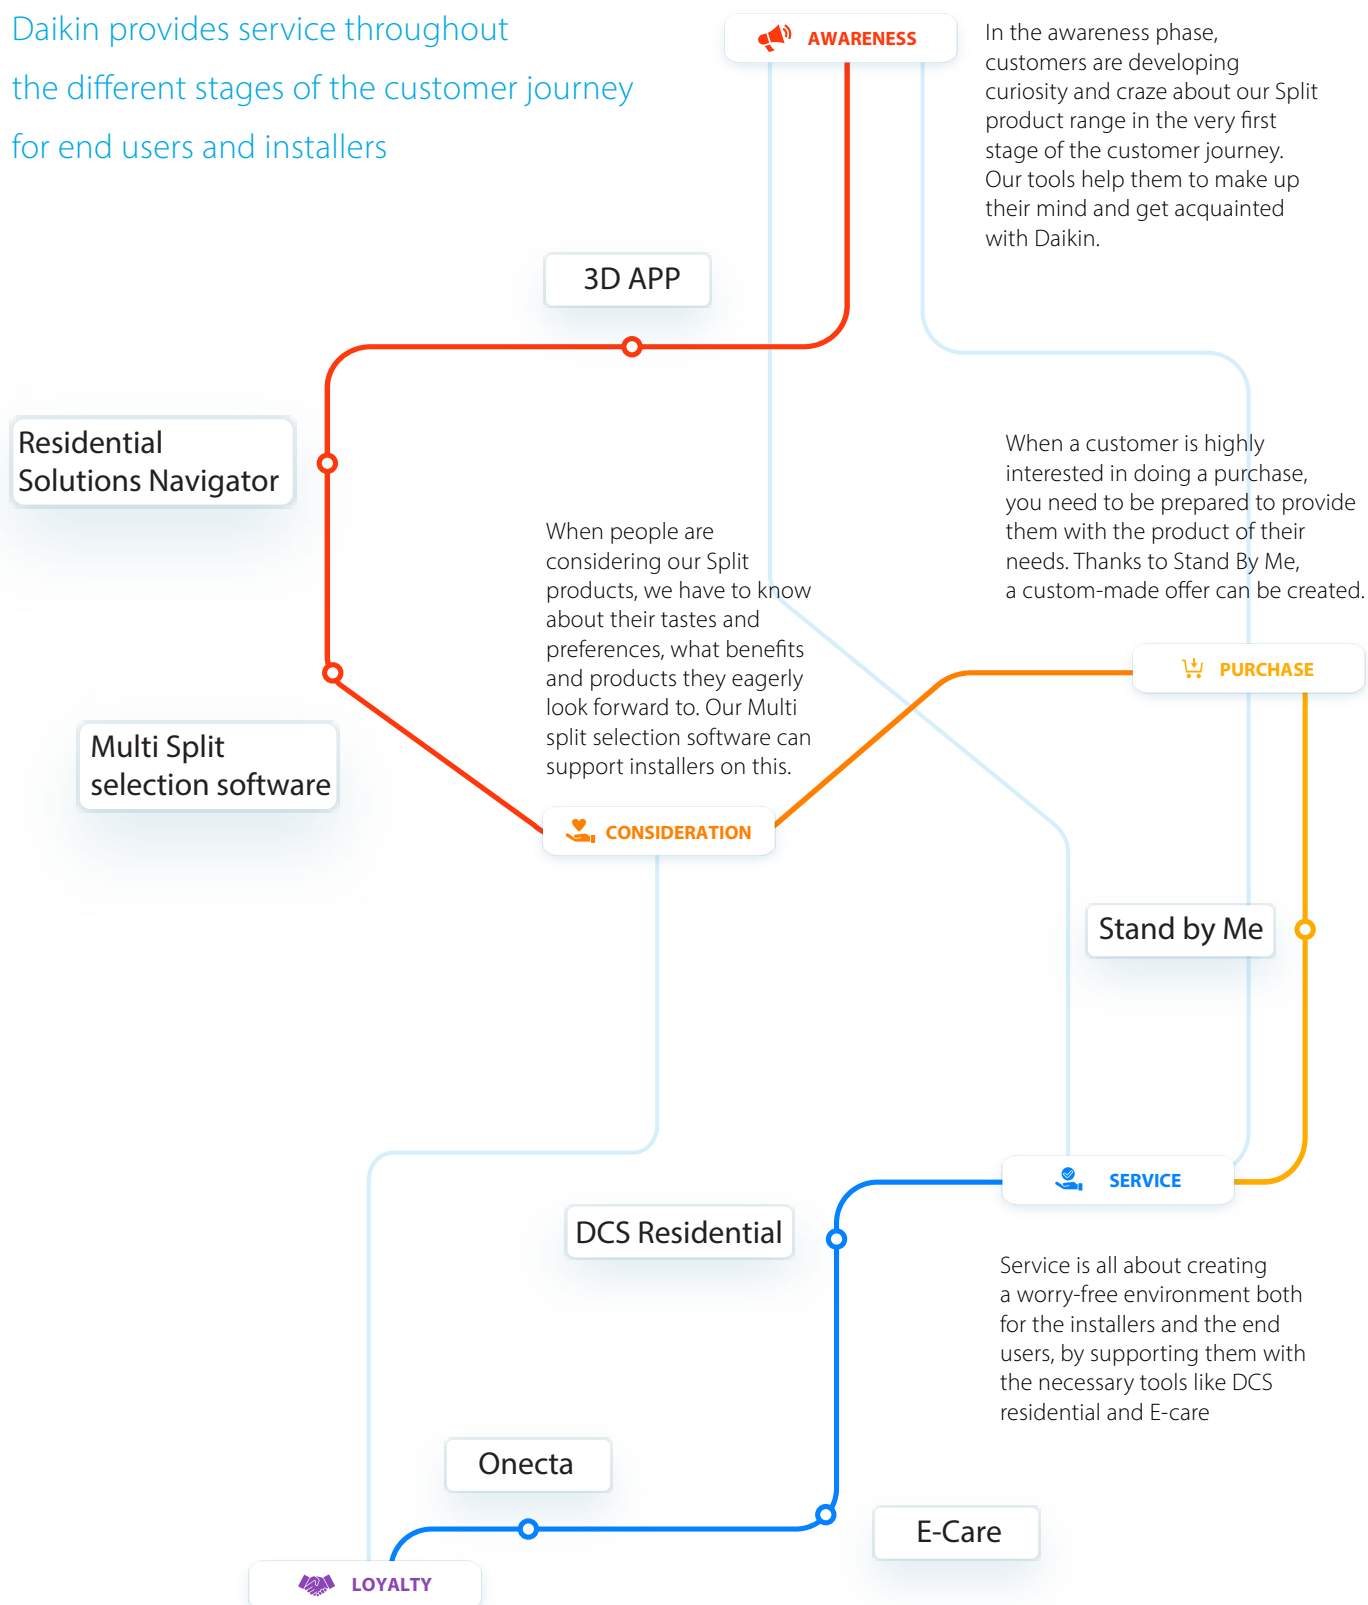 Daikin provides service throughout
the different stages of the customer journey
for end users and installers
AWARENESS
In the awareness phase,
customers are developing
curiosity and craze about our Split
product range in the very first
stage of the customer journey.
Our tools help them to make up
their mind and get acquainted
with Daikin.
3D APP
Residential
Solutions Navigator
Multi Split
selection software
When people are
considering our Split
products, we have to know
about their tastes and
preferences, what benefits
and products they eagerly
look forward to. Our Multi
split selection software can
support installers on this.
CONSIDERATION
When a customer is highly
interested in doing a purchase,
you need to be prepared to provide
them with the product of their
needs. Thanks to Stand By Me,
a custom-made offer can be created.
PURCHASE
Stand by Me
SERVICE
Service is all about creating
a worry-free environment both
for the installers and the end
users, by supporting them with
the necessary tools like DCS
residential and E-care
DCS Residential
E-Care
Onecta
LOYALTY